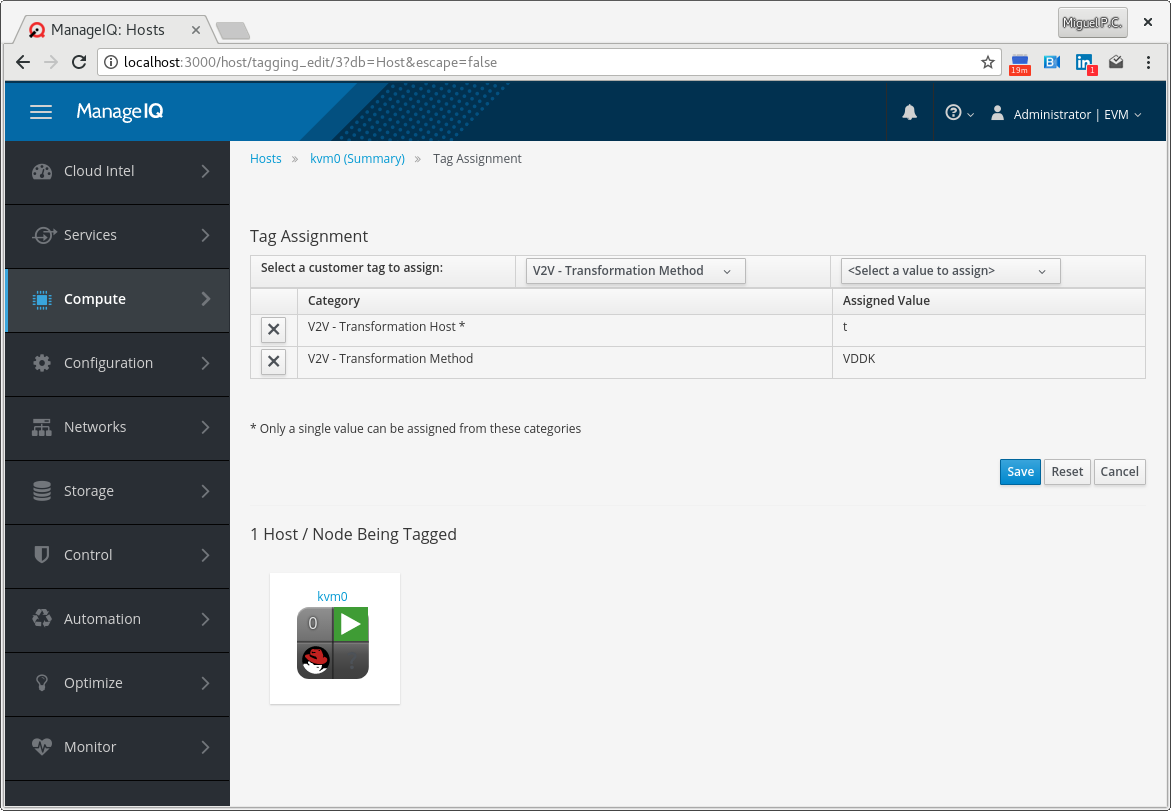 ManageIQ: Hosts
Miguel P.C.
localhost:3000/host/tagging_edit/3?db=Host&escape=false
19m
B
in
1
ManageIQ
Administrator | EVM
Cloud Intel
Services
Compute
Configuration
Networks
Storage
Control
Automation
Optimize
Monitor
Hosts » kvm0 (Summary) » Tag Assignment
Tag Assignment
Select a customer tag to assign: V2V - Transformation Method <Select a value to assign>
Category Assigned Value
V2V - Transformation Host * t
V2V - Transformation Method VDDK
* Only a single value can be assigned from these categories
Save Reset Cancel
1 Host / Node Being Tagged
kvm0
0